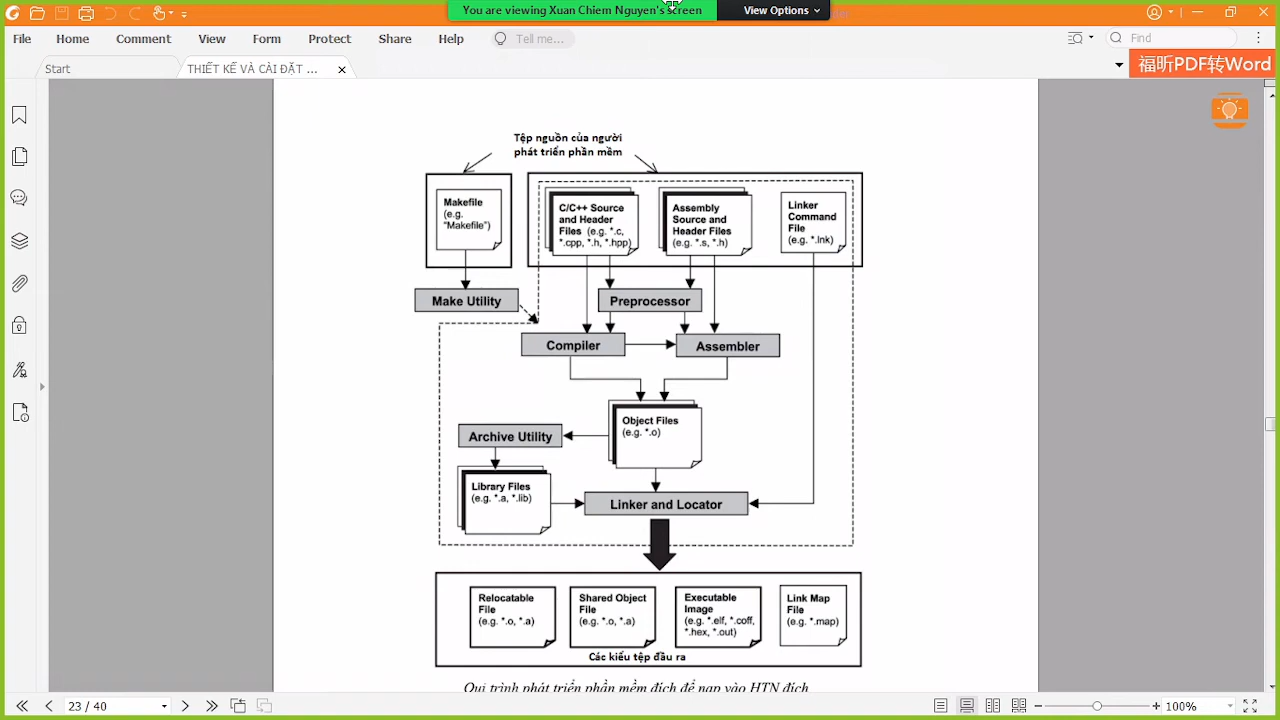 You are viewing Xuan Chiem Nguyen's screen
View Options
File
Home
Comment
View
Form
Protect
Share
Help
Tell me...
Find
Start
THIẾT KẾ VÀ CÀI ĐẶT ...
福昕PDF转Word
Tệp nguồn của người
phát triển phần mềm
Makefile
(e.g.
"Makefile")
C/C++ Source
and Header
Files (e.g. *.c,
*.cpp, *.h, *.hpp)
Assembly
Source and
Header Files
(e.g. *.s, *.h)
Linker
Command
File
(e.g. *.lnk)
Make Utility
Preprocessor
Compiler
Assembler
Object Files
(e.g. *.o)
Archive Utility
Library Files
(e.g. *.a, *.lib)
Linker and Locator
Relocatable
File
(e.g. *.o, *.a)
Shared Object
File
(e.g. *.o, *.a)
Executable
Image
(e.g. *.elf, *.coff,
*.hex, *.out)
Link Map
File
(e.g. *.map)
Các kiểu tệp đầu ra
Qui trình phát triển phần mềm đích để nạp vào HTN đích
23 / 40
100%